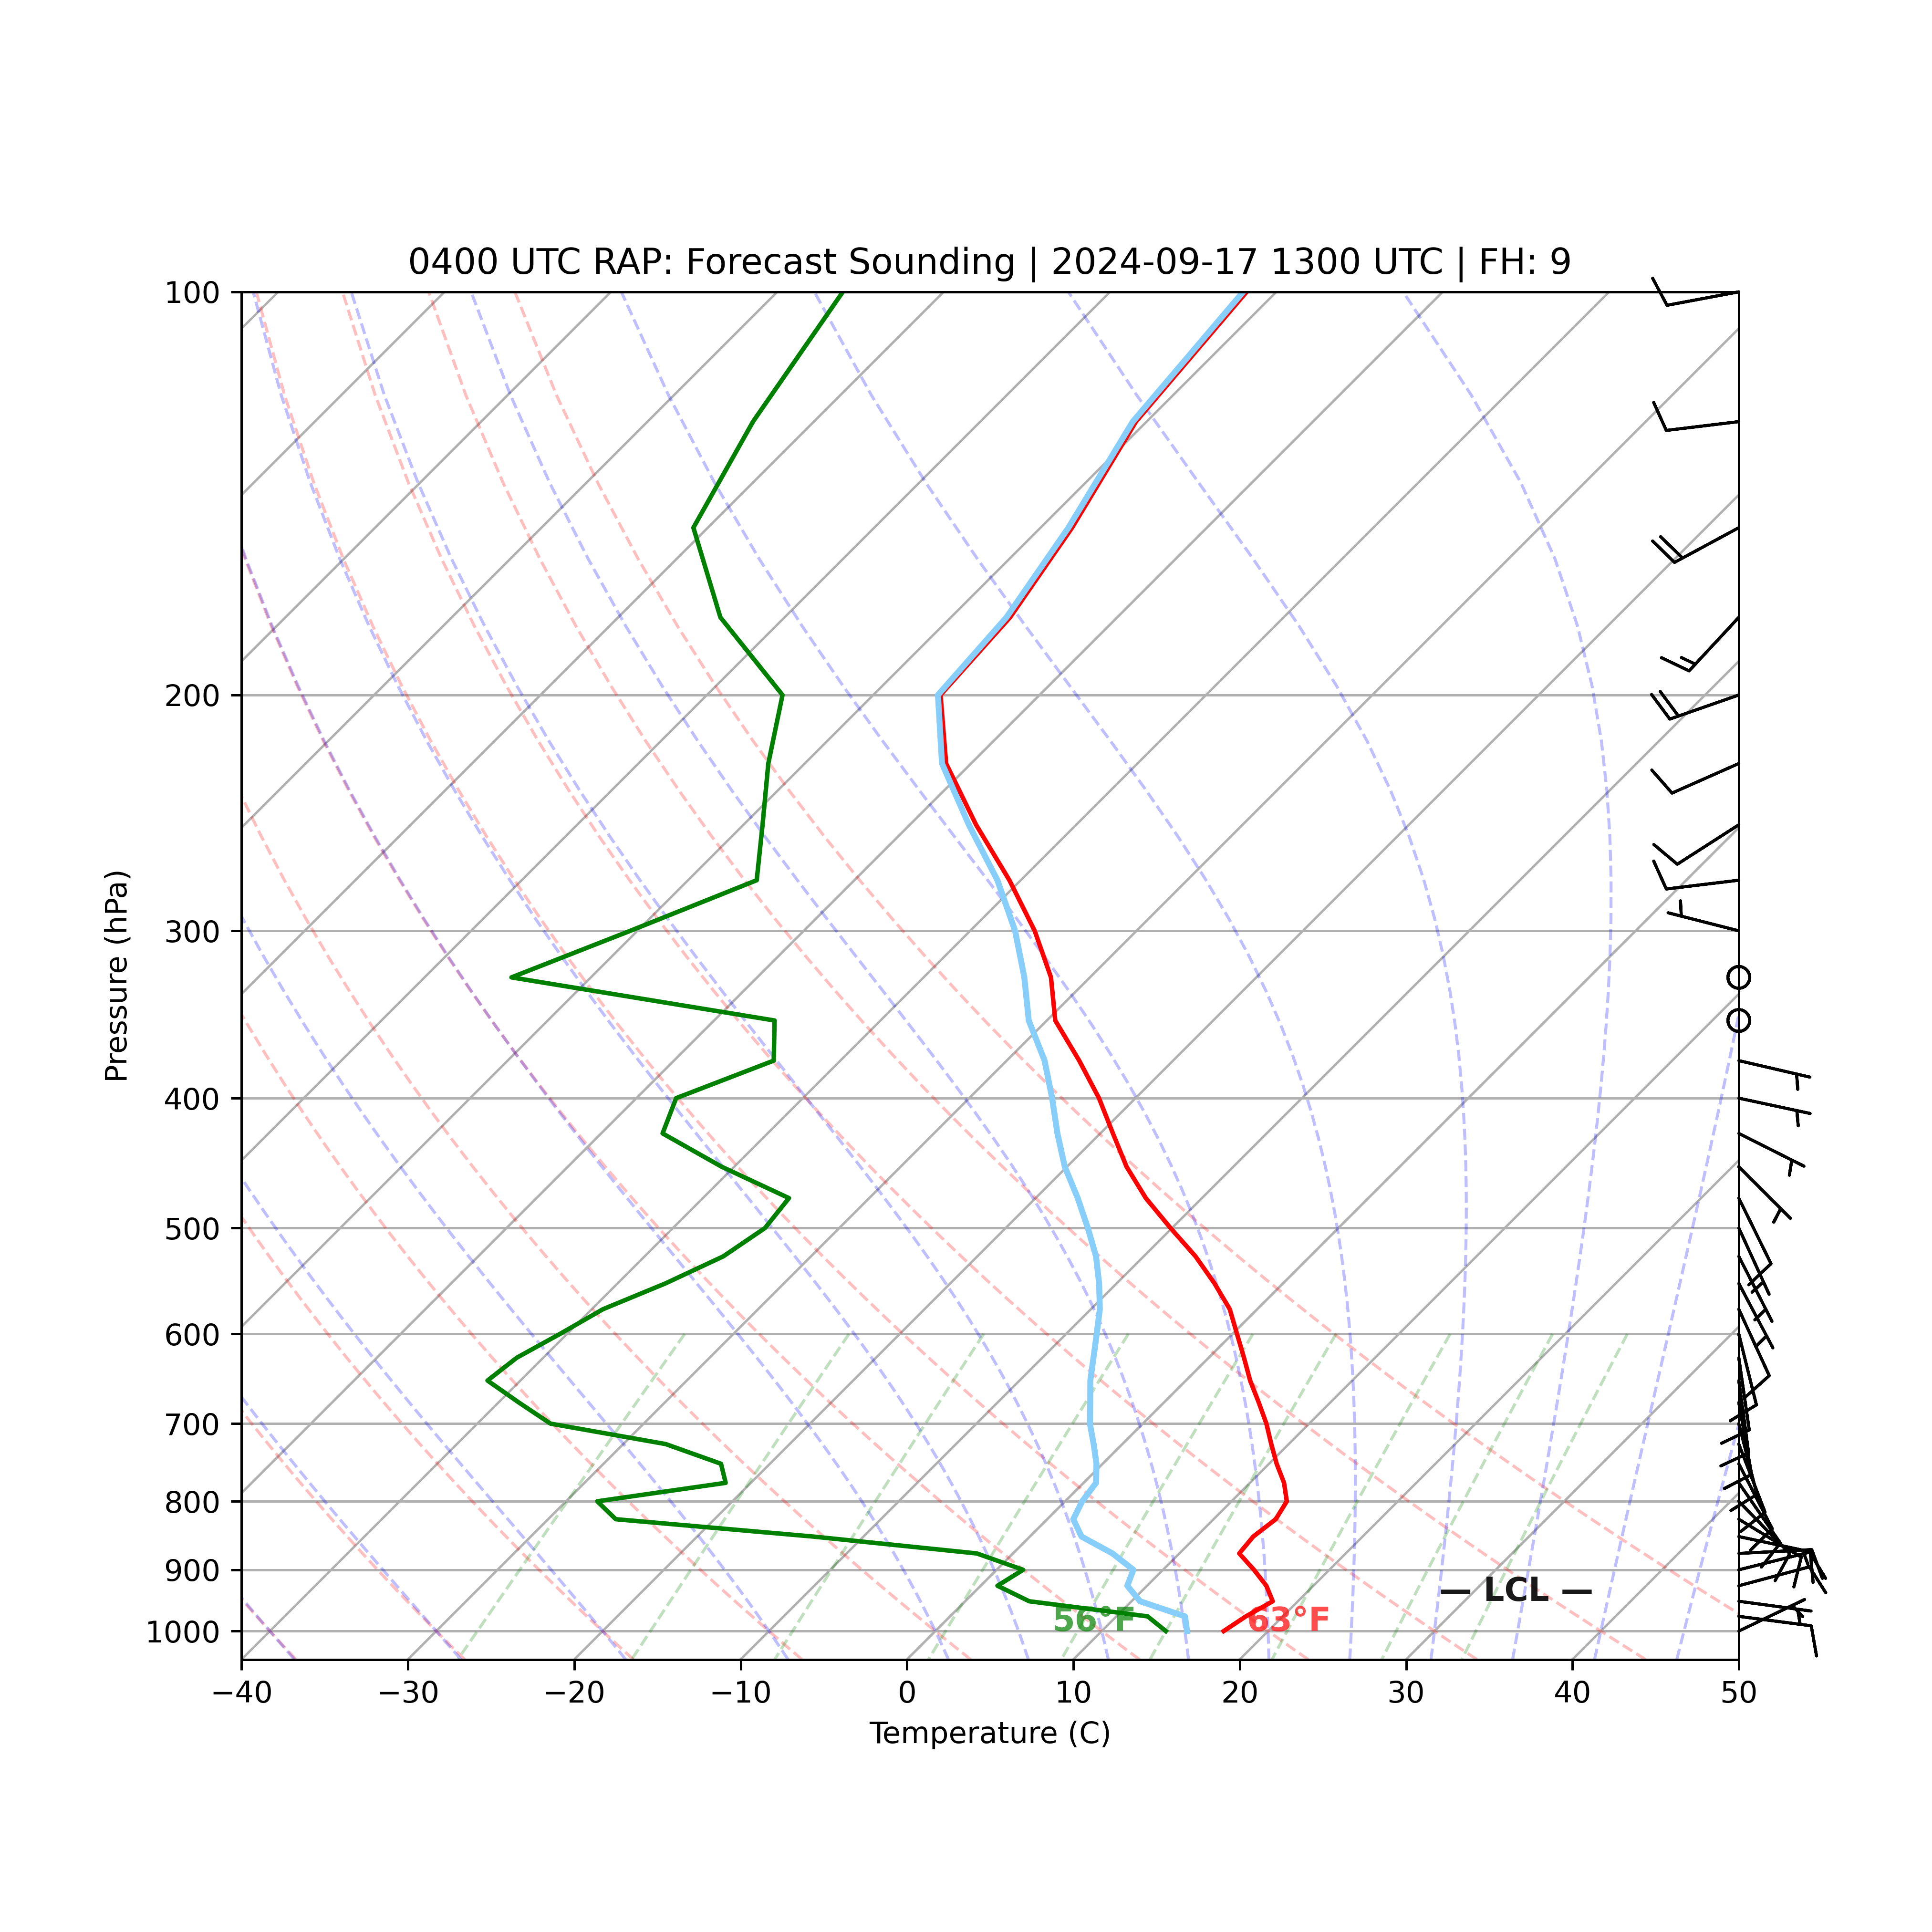 0400 UTC RAP: Forecast Sounding | 2024-09-17 1300 UTC | FH: 9
100
200
300
400
500
600
700
800
900
1000
Pressure (hPa)
— LCL —
56°F
63°F
−40 −30 −20 −10 0 10 20 30 40 50
Temperature (C)